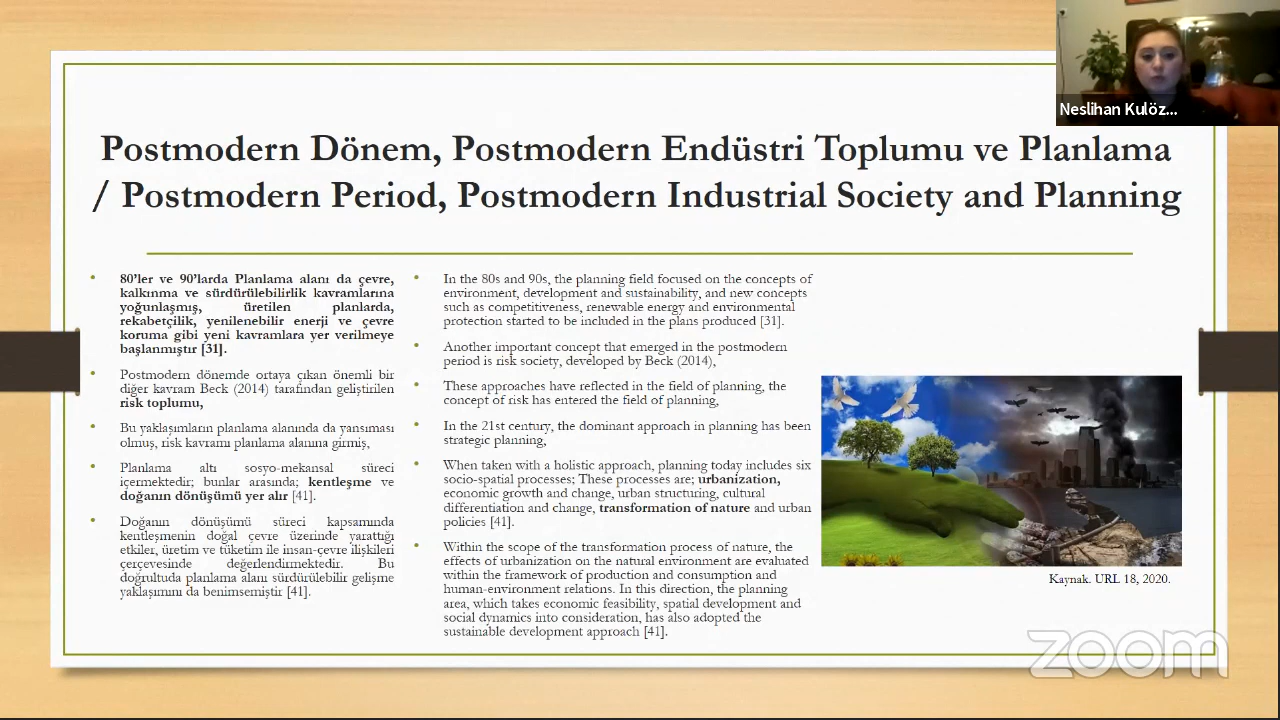 Neslihan Kulöz...
Postmodern Dönem, Postmodern Endüstri Toplumu ve Planlama
/ Postmodern Period, Postmodern Industrial Society and Planning
• 80'ler ve 90'larda Planlama alanı da çevre,
kalkınma ve sürdürülebilirlik kavramlarına
yoğunlaşmış, üretilen planlarda,
rekabetçilik, yenilenebilir enerji ve çevre
koruma gibi yeni kavramlara yer verilmeye
başlanmıştır [31].
• Postmodern dönemde ortaya çıkan önemli bir
diğer kavram Beck (2014) tarafından geliştirilen
risk toplumu,
• Bu yaklaşımların planlama alanında da yansıması
olmuş, risk kavramı planlama alanına girmiş,
• Planlama altı sosyo-mekansal süreci
içermektedir; bunlar arasında; kentleşme ve
doğanın dönüşümü yer alır [41].
• Doğanın dönüşümü süreci kapsamında
kentleşmenin doğal çevre üzerinde yarattığı
etkiler, üretim ve tüketim ile insan-çevre ilişkileri
çerçevesinde değerlendirmektedir. Bu
doğrultuda planlama alanı sürdürülebilir gelişme
yaklaşımını da benimsemiştir [41].
• In the 80s and 90s, the planning field focused on the concepts of
environment, development and sustainability, and new concepts
such as competitiveness, renewable energy and environmental
protection started to be included in the plans produced [31].
• Another important concept that emerged in the postmodern
period is risk society, developed by Beck (2014),
• These approaches have reflected in the field of planning, the
concept of risk has entered the field of planning,
• In the 21st century, the dominant approach in planning has been
strategic planning,
• When taken with a holistic approach, planning today includes six
socio-spatial processes; These processes are; urbanization,
economic growth and change, urban structuring, cultural
differentiation and change, transformation of nature and urban
policies [41].
• Within the scope of the transformation process of nature, the
effects of urbanization on the natural environment are evaluated
within the framework of production and consumption and
human-environment relations. In this direction, the planning
area, which takes economic feasibility, spatial development and
social dynamics into consideration, has also adopted the
sustainable development approach [41].
Kaynak. URL 18, 2020.
zoom